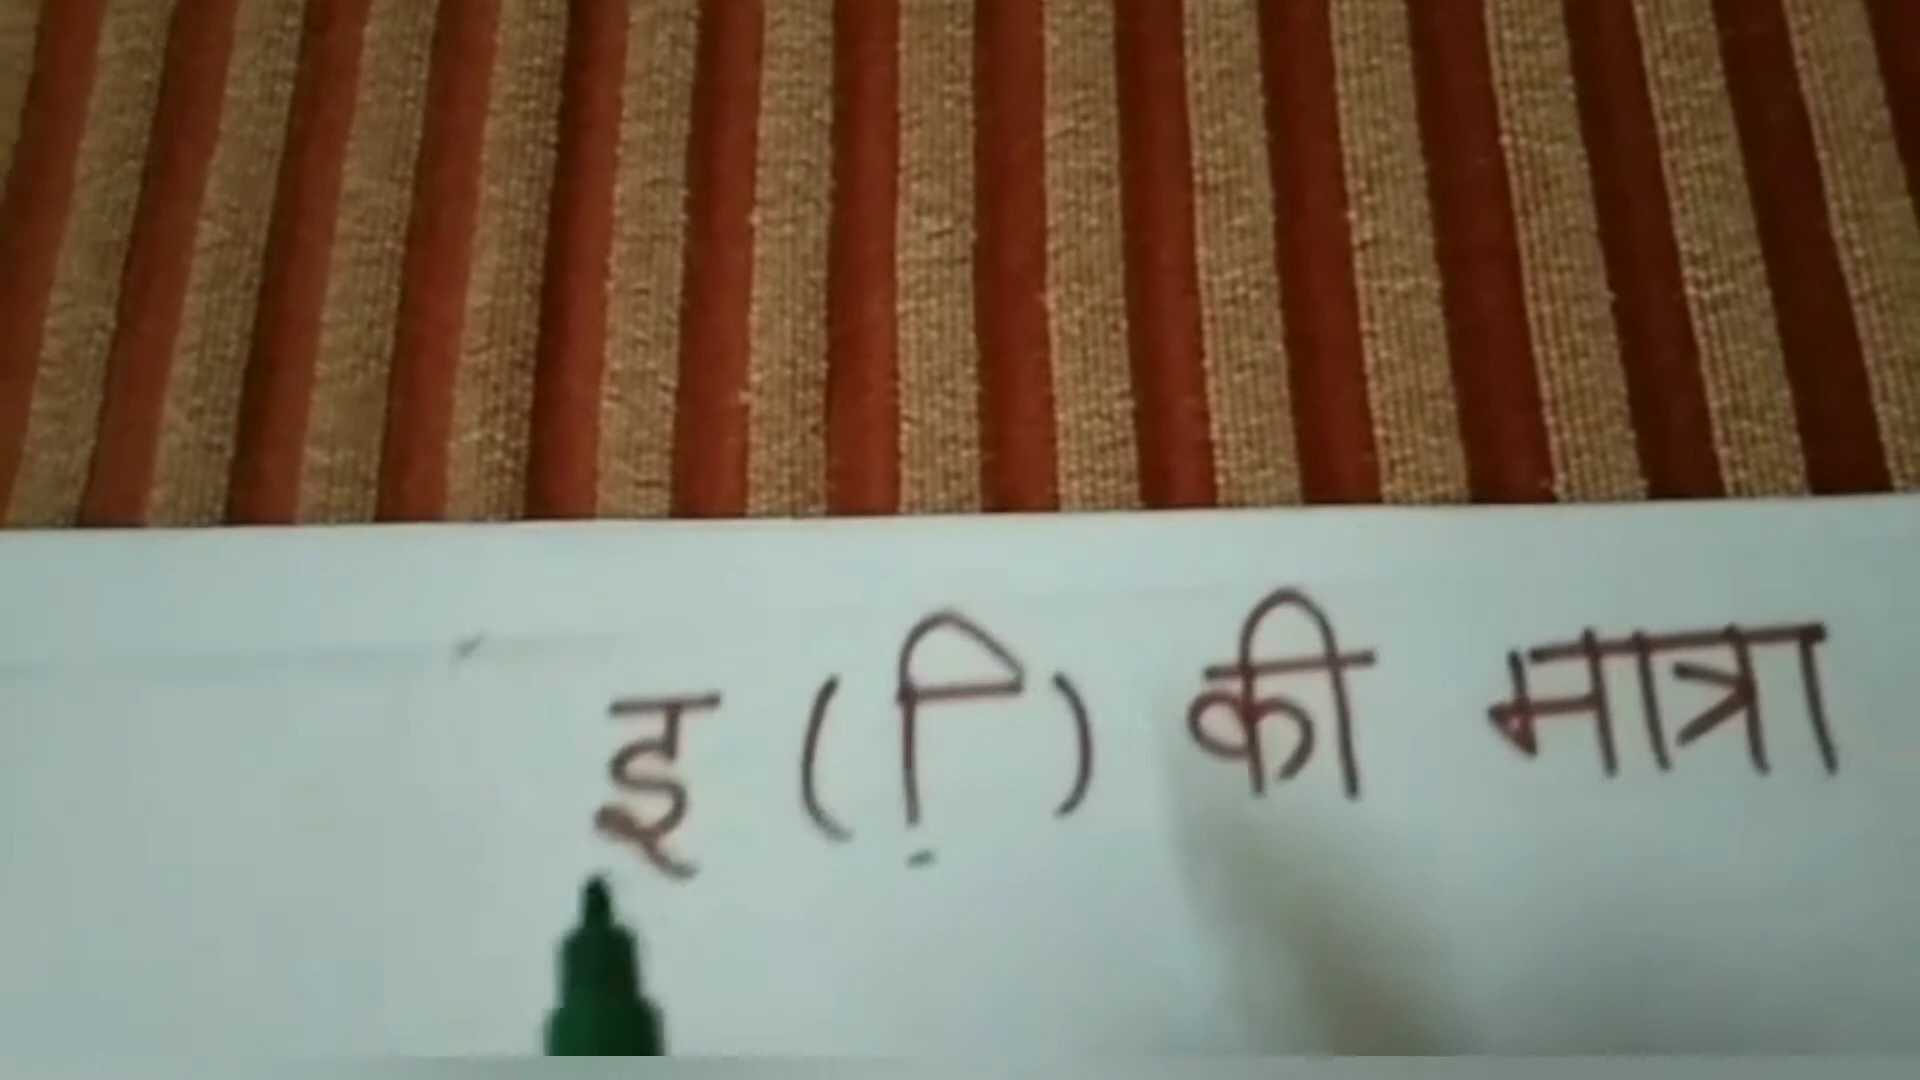 इ ( ि ) की मात्रा